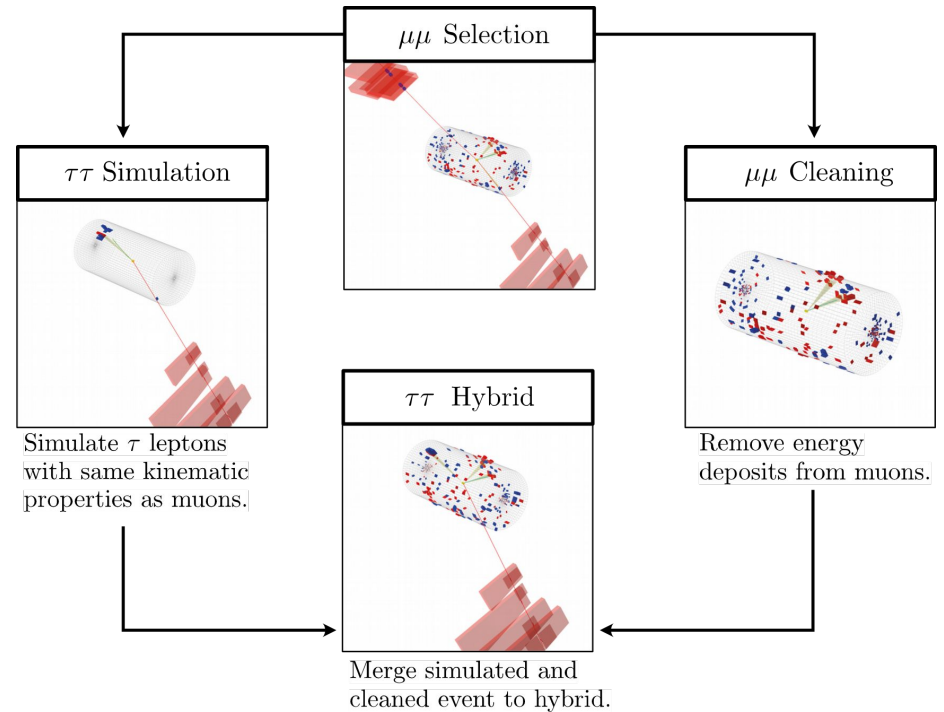 μμ Selection
ττ Simulation
μμ Cleaning
Simulate τ leptons
with same kinematic
properties as muons.
Remove energy
deposits from muons.
ττ Hybrid
Merge simulated and
cleaned event to hybrid.